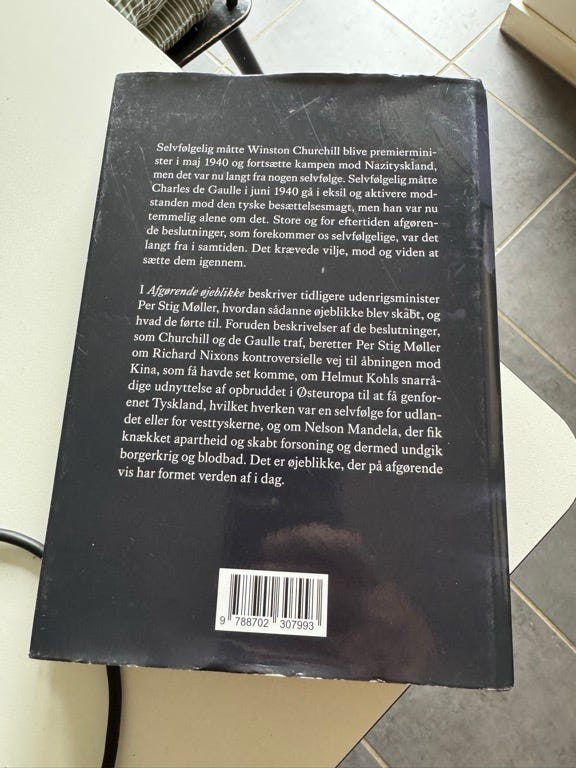 Selvfølgelig måtte Winston Churchill blive premiermini-
ster i maj 1940 og fortsætte kampen mod Nazityskland,
men det var nu langt fra nogen selvfølge. Selvfølgelig måtte
Charles de Gaulle i juni 1940 gå i eksil og aktivere mod-
standen mod den tyske besættelsesmagt, men han var nu
temmelig alene om det. Store og for eftertiden afgøren-
de beslutninger, som forekommer os selvfølgelige, var det
langt fra i samtiden. Det krævede vilje, mod og viden at
sætte dem igennem.
I Afgørende øjeblikke beskriver tidligere udenrigsminister
Per Stig Møller, hvordan sådanne øjeblikke blev skabt, og
hvad de førte til. Foruden beskrivelser af de beslutninger,
som Churchill og de Gaulle traf, beretter Per Stig Møller
om Richard Nixons kontroversielle vej til åbningen mod
Kina, som få havde set komme, om Helmut Kohls snarrå-
dige udnyttelse af opbruddet i Østeuropa til at få genfor-
enet Tyskland, hvilket hverken var en selvfølge for udlan-
det eller for vesttyskerne, og om Nelson Mandela, der fik
knækket apartheid og skabt forsoning og dermed undgik
borgerkrig og blodbad. Det er øjeblikke, der på afgørende
vis har formet verden af i dag.
9 788702 307993